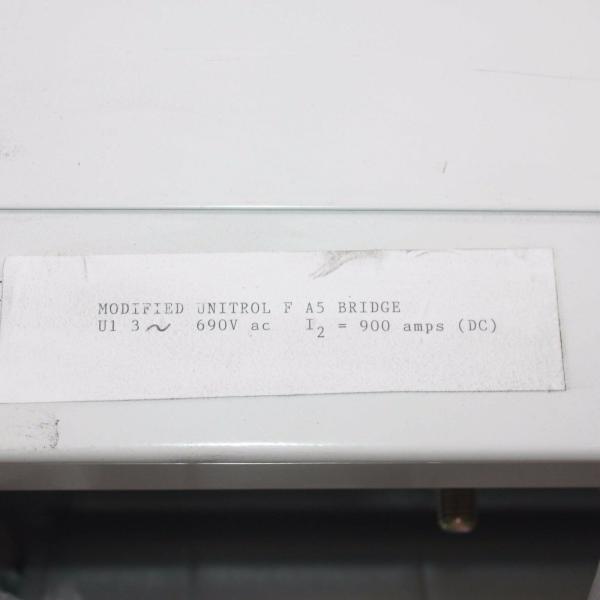 MODIFIED UNITROL F A5 BRIDGE
U1 3~ 690V ac I2 = 900 amps (DC)